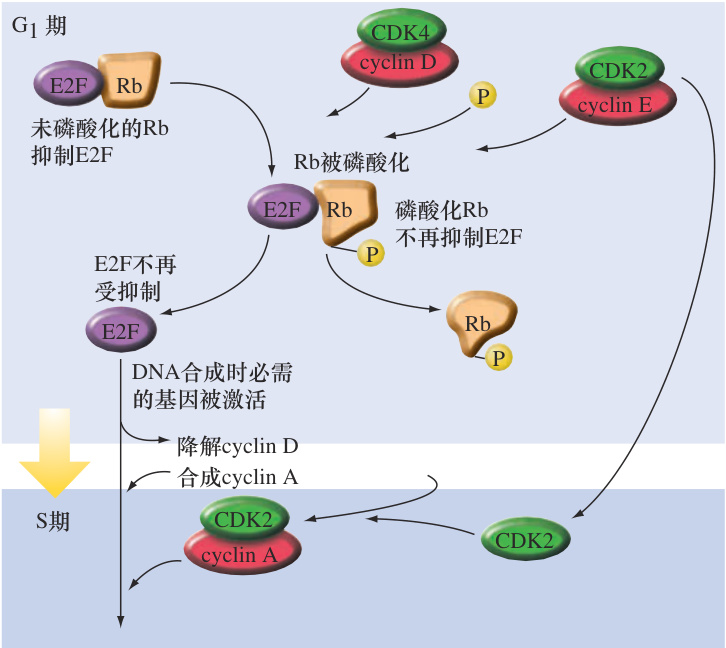 G1 期
CDK4
cyclin D
E2F
Rb
P
CDK2
cyclin E
未磷酸化的Rb
抑制E2F
Rb被磷酸化
E2F
Rb
P
磷酸化Rb
不再抑制E2F
E2F不再
受抑制
E2F
Rb
P
DNA合成时必需
的基因被激活
降解cyclin D
合成cyclin A
S期
CDK2
cyclin A
CDK2